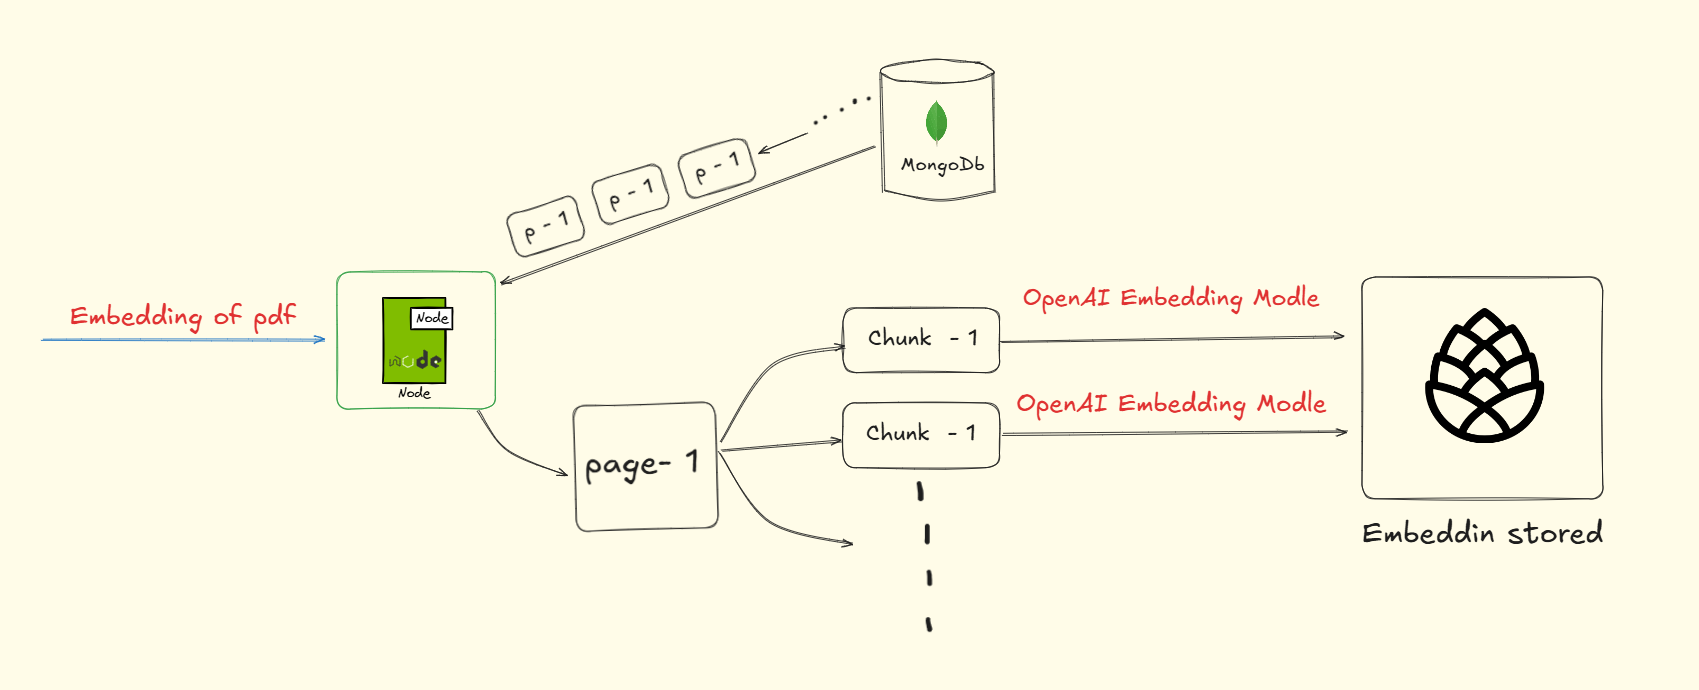 MongoDb
p - 1
p - 1
p - 1
Embedding of pdf
Node
node
Node
page- 1
Chunk - 1
OpenAI Embedding Modle
Chunk - 1
OpenAI Embedding Modle
Embeddin stored